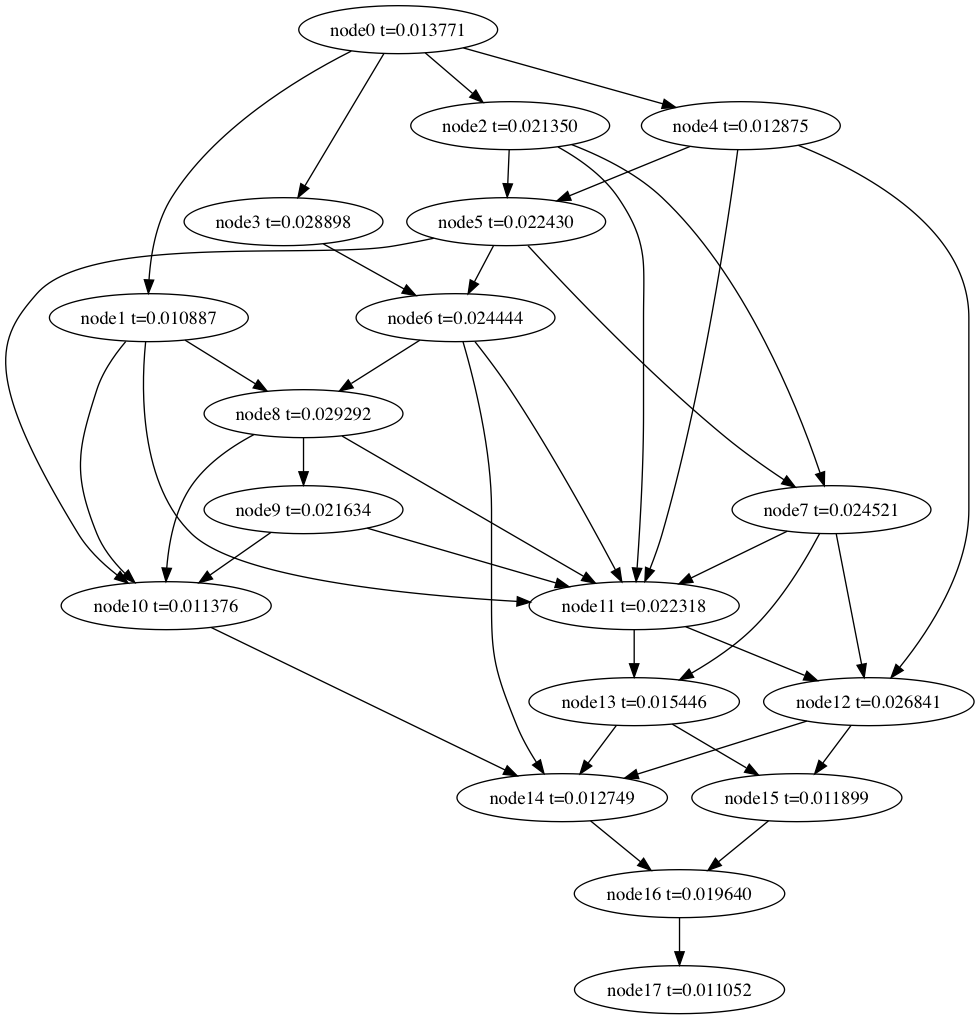 node0 t=0.013771
node2 t=0.021350
node4 t=0.012875
node3 t=0.028898
node5 t=0.022430
node1 t=0.010887
node6 t=0.024444
node8 t=0.029292
node9 t=0.021634
node7 t=0.024521
node10 t=0.011376
node11 t=0.022318
node13 t=0.015446
node12 t=0.026841
node14 t=0.012749
node15 t=0.011899
node16 t=0.019640
node17 t=0.011052